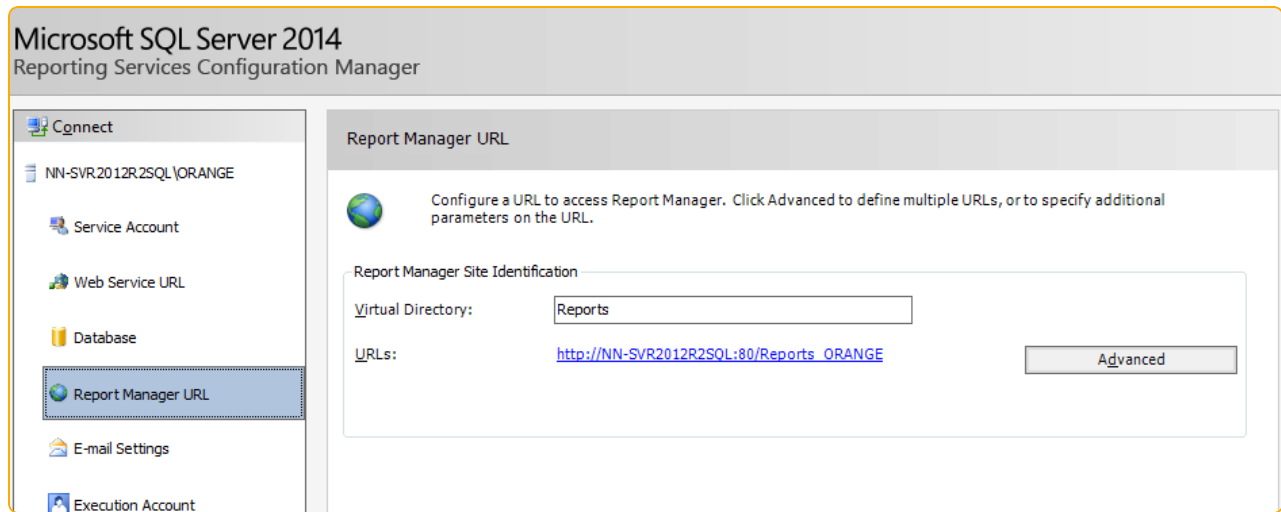 Microsoft SQL Server 2014
Reporting Services Configuration Manager
Connect
NN-SVR2012R2SQL\ORANGE
Service Account
Web Service URL
Database
Report Manager URL
E-mail Settings
Execution Account
Report Manager URL
Configure a URL to access Report Manager. Click Advanced to define multiple URLs, or to specify additional
parameters on the URL.
Report Manager Site Identification
Virtual Directory: Reports
URLs: http://NN-SVR2012R2SQL:80/Reports_ORANGE
Advanced